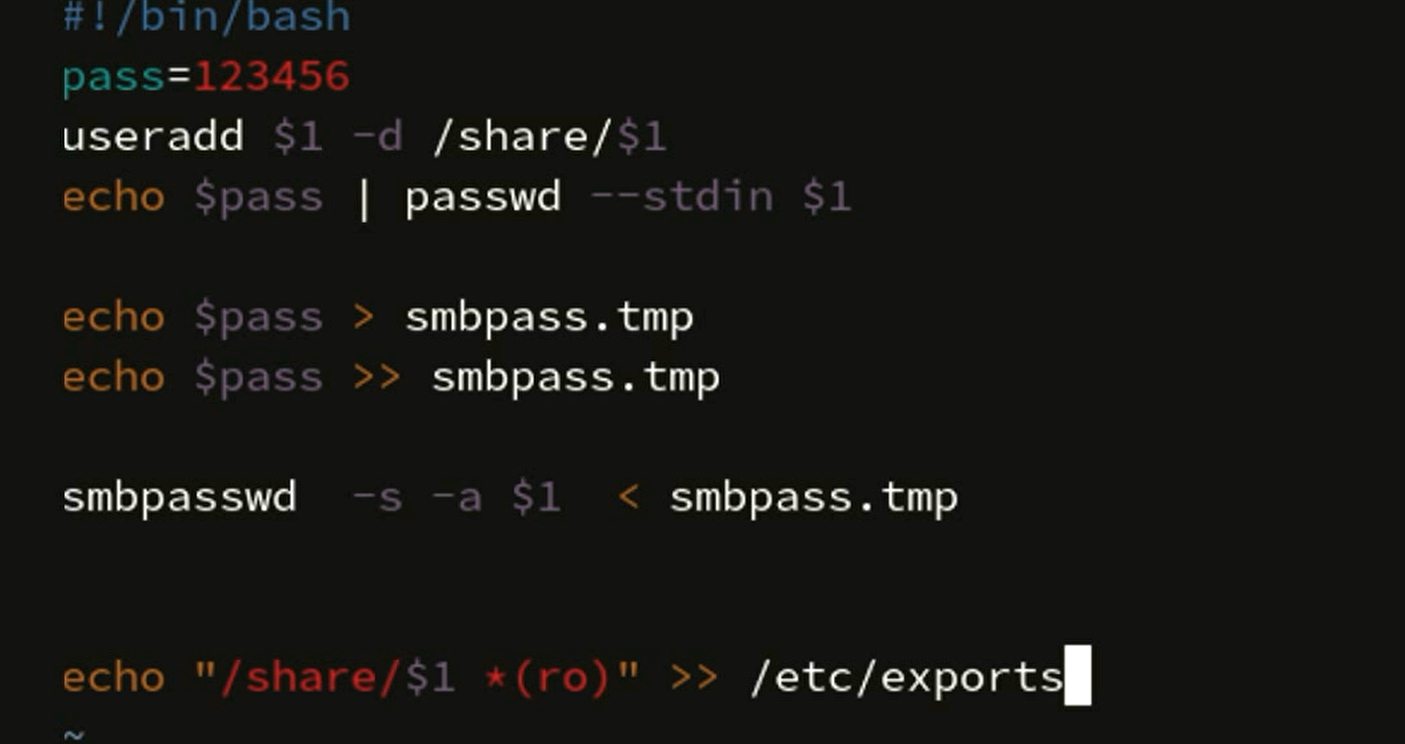 #!/bin/bash
pass=123456
useradd $1 -d /share/$1
echo $pass | passwd --stdin $1
echo $pass > smbpass.tmp
echo $pass >> smbpass.tmp
smbpasswd  -s -a $1  < smbpass.tmp
echo "/share/$1 *(ro)" >> /etc/exports
~